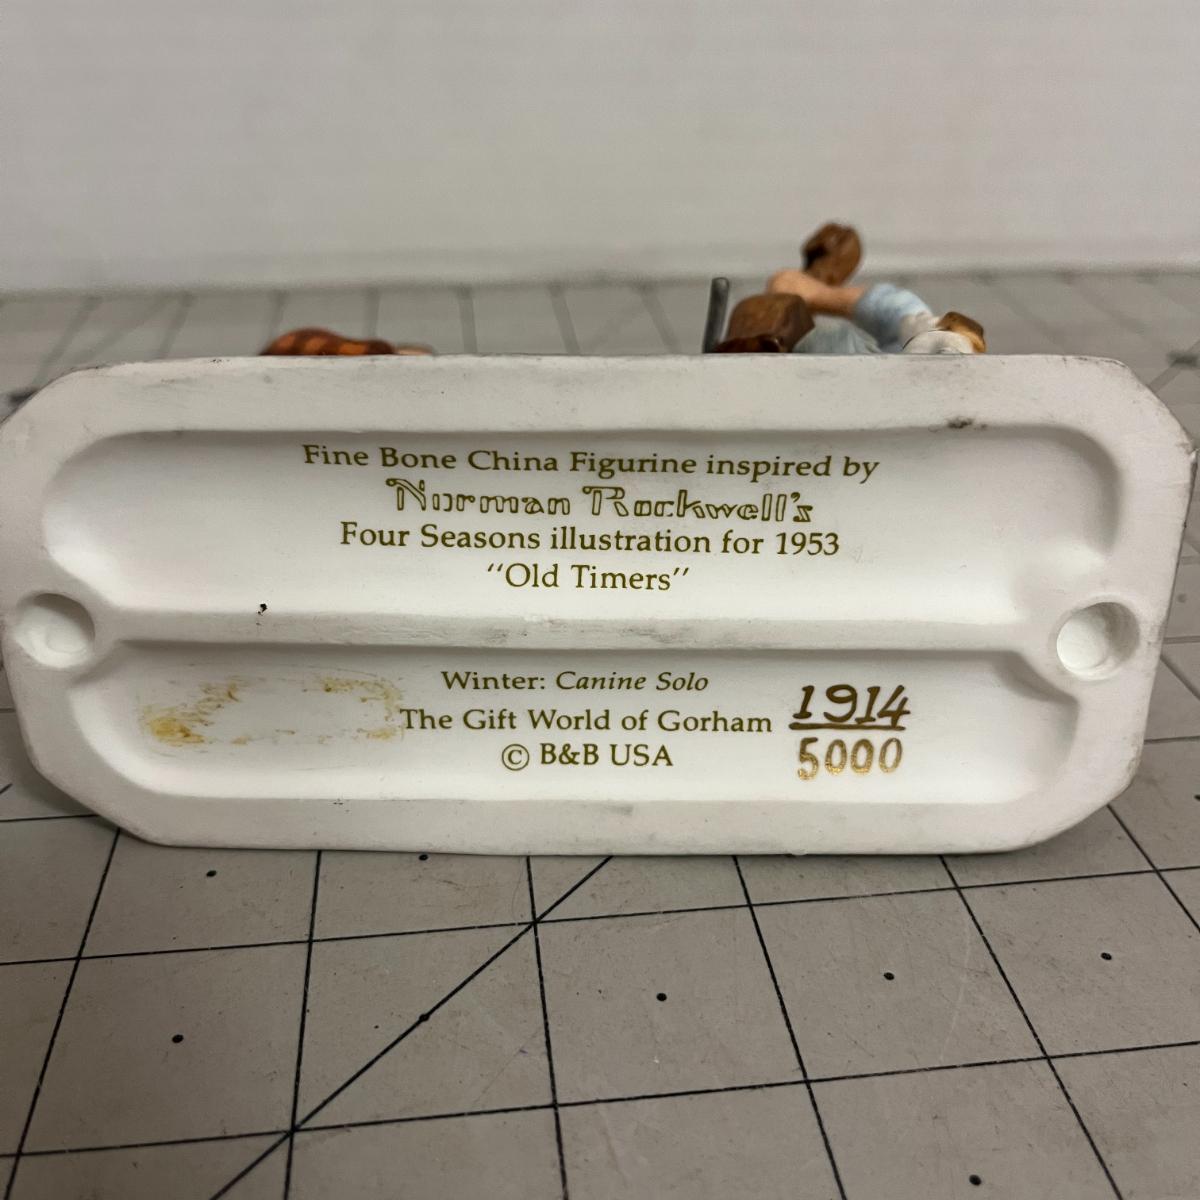 Fine Bone China Figurine inspired by
Norman Rockwell's
Four Seasons illustration for 1953
"Old Timers"
Winter: Canine Solo
The Gift World of Gorham
© B&B USA
1914
5000